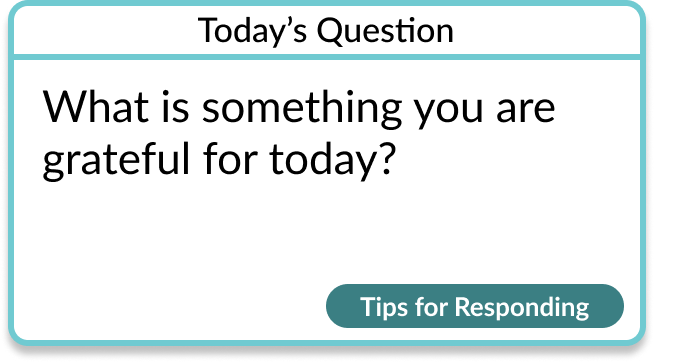 Today’s Question
What is something you are
grateful for today?
Tips for Responding